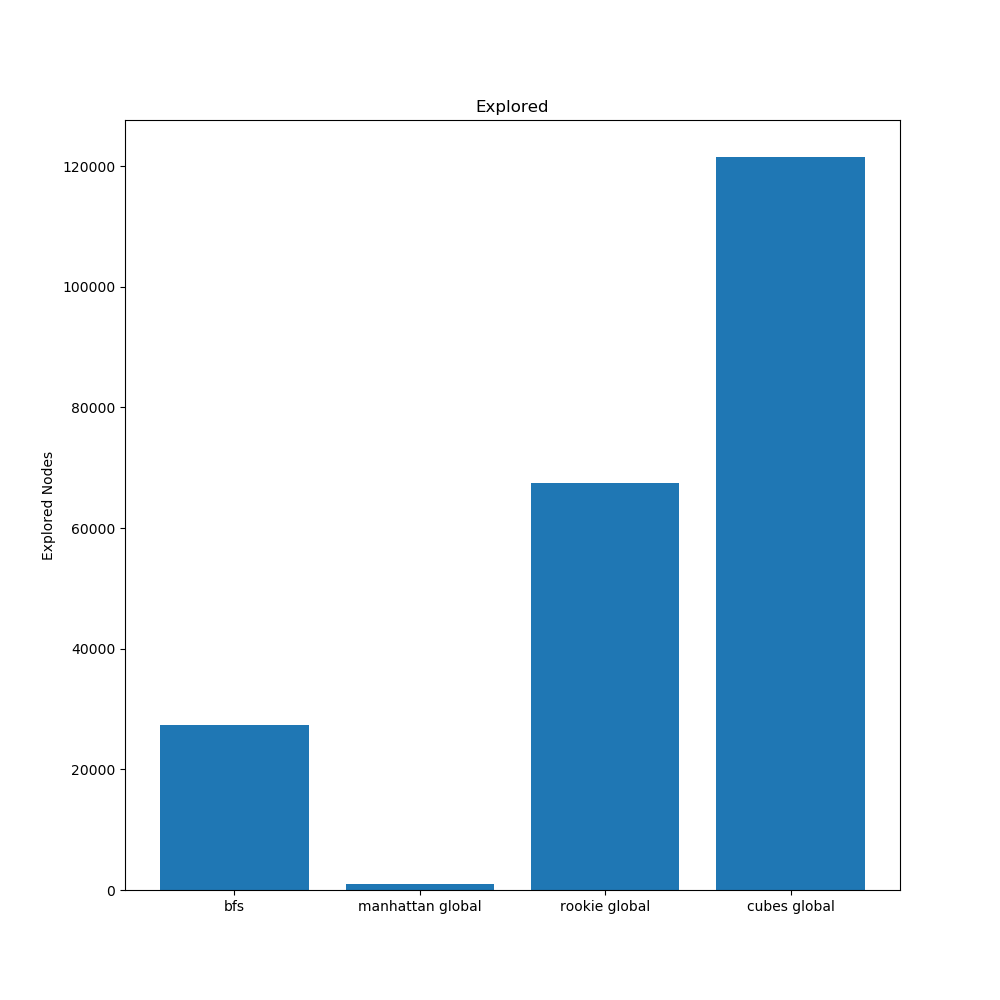 Explored
120000
100000
80000
60000
40000
20000
0
Explored Nodes
bfs
manhattan global
rookie global
cubes global